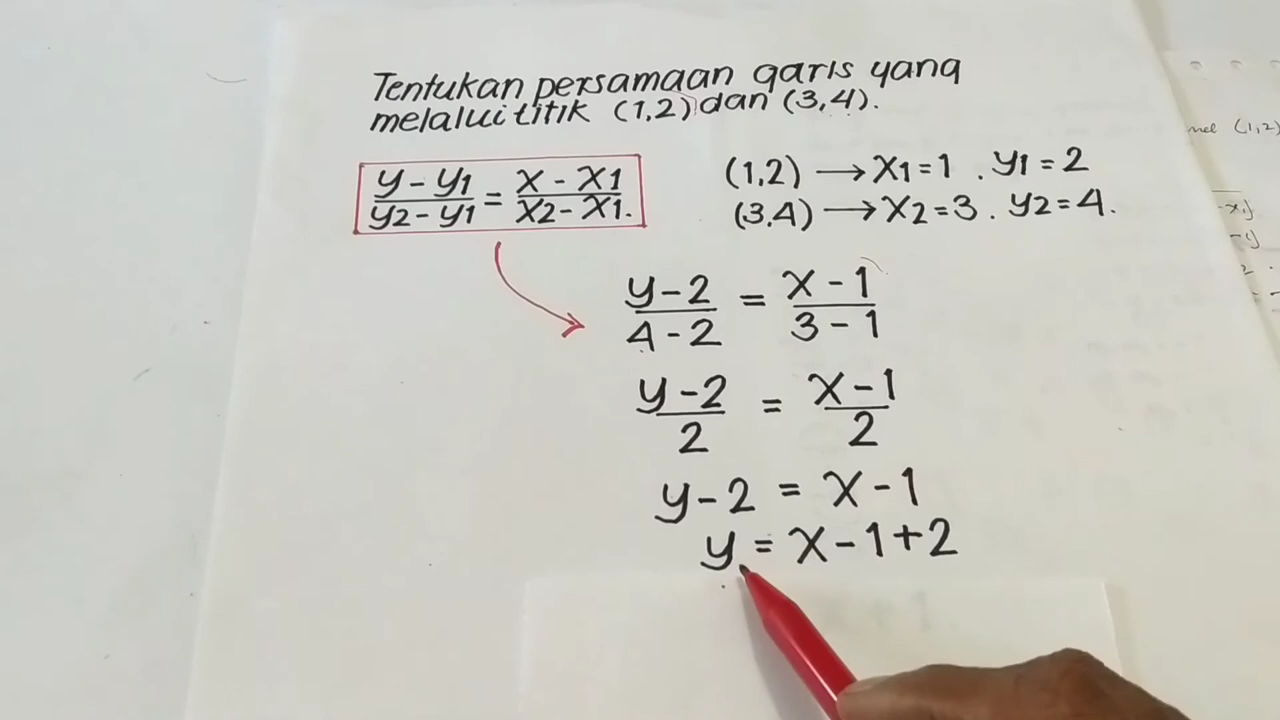 Tentukan persamaan garis yang
melalui titik (1,2) dan (3,4).
y - y1 / y2 - y1 = x - x1 / x2 - x1.
(1,2) → x1 = 1 . y1 = 2
(3,4) → x2 = 3 . y2 = 4.
y - 2 / 4 - 2 = x - 1 / 3 - 1
y - 2 / 2 = x - 1 / 2
y - 2 = x - 1
y = x - 1 + 2
(1,2)